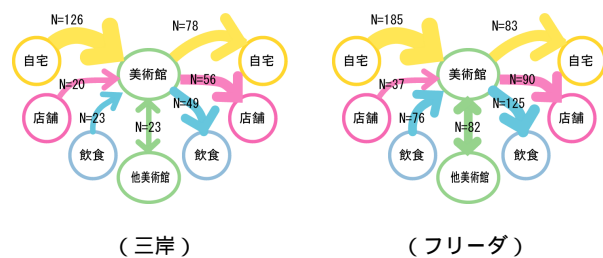 N=126
N=78
自宅
美術館
自宅
N=20
N=56
N=49
店舗
N=23
N=23
店舗
飲食
他美術館
飲食
(三岸)
N=185
N=83
自宅
美術館
自宅
N=37
N=90
N=125
店舗
N=76
N=82
店舗
飲食
他美術館
飲食
(フリーダ)